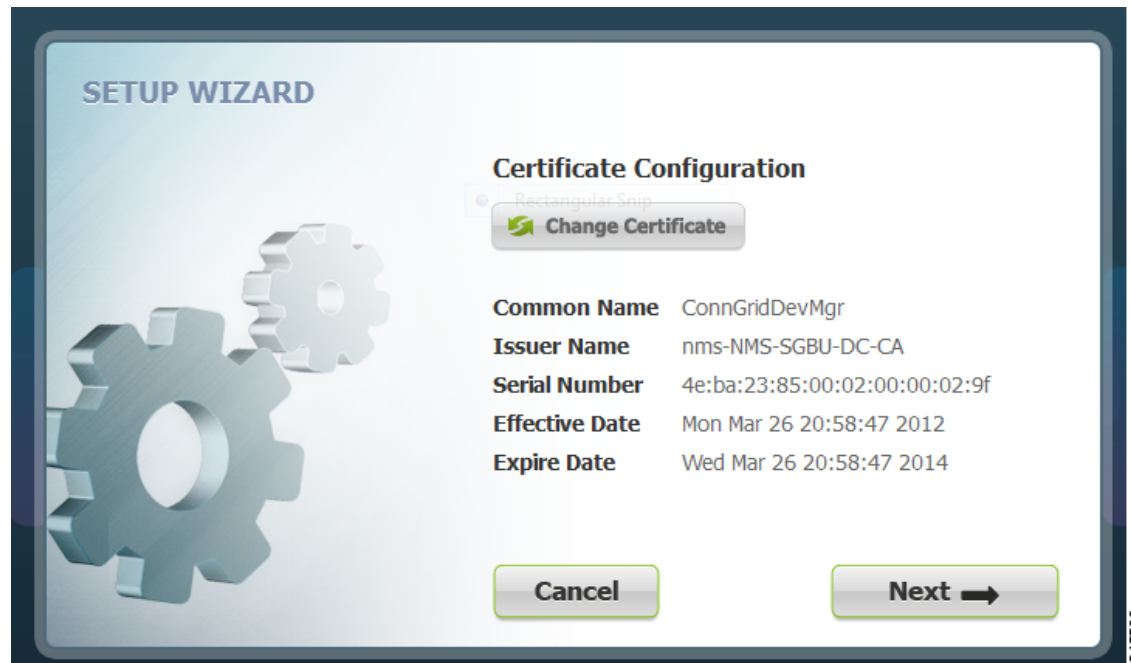 SETUP WIZARD
Certificate Configuration
Rectangular Snip
Change Certificate
Common Name ConnGridDevMgr
Issuer Name nms-NMS-SGBU-DC-CA
Serial Number 4e:ba:23:85:00:02:00:00:02:9f
Effective Date Mon Mar 26 20:58:47 2012
Expire Date Wed Mar 26 20:58:47 2014
Cancel
Next